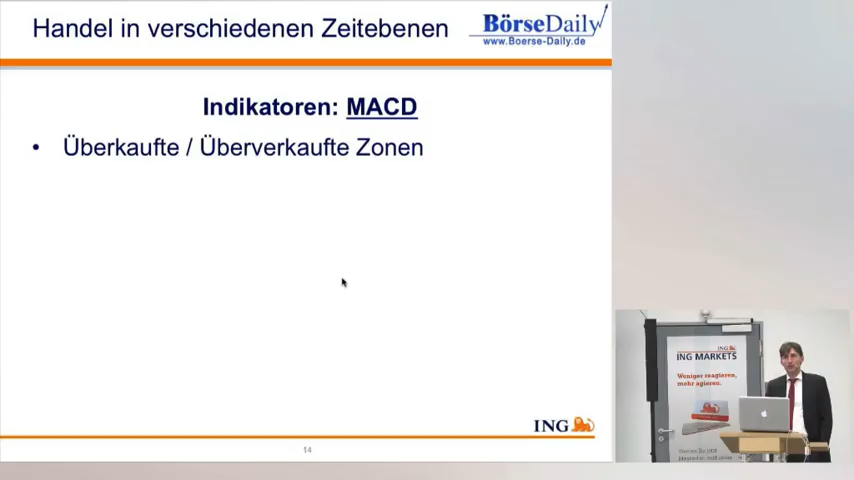 Handel in verschiedenen Zeitebenen
BörseDaily
www.Boerse-Daily.de
Indikatoren: MACD
• Überkaufte / Überverkaufte Zonen
ING
14
ING
ING MARKETS
Weniger reagieren,
mehr agieren.